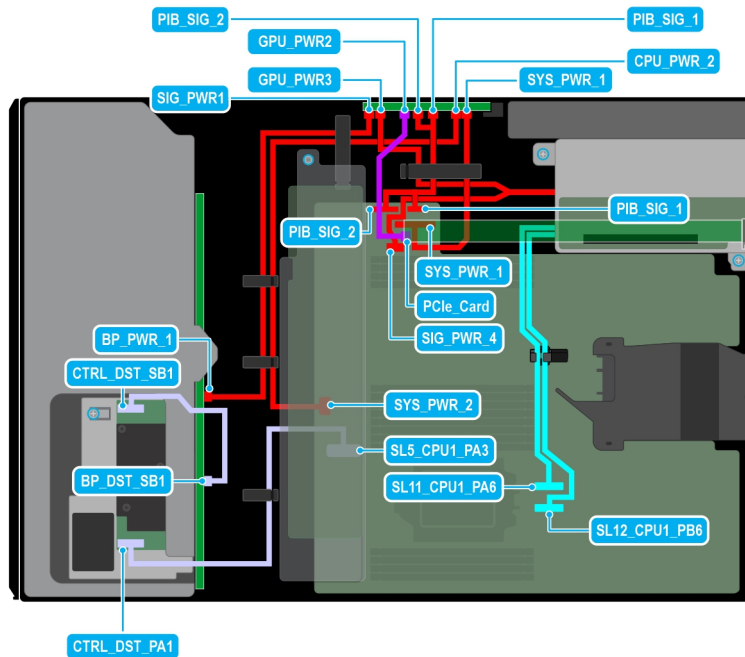 PIB_SIG_2
PIB_SIG_1
GPU_PWR2
CPU_PWR_2
GPU_PWR3
SYS_PWR_1
SIG_PWR1
PIB_SIG_1
PIB_SIG_2
SYS_PWR_1
PCIe_Card
SIG_PWR_4
BP_PWR_1
CTRL_DST_SB1
SYS_PWR_2
SL5_CPU1_PA3
BP_DST_SB1
SL11_CPU1_PA6
SL12_CPU1_PB6
CTRL_DST_PA1